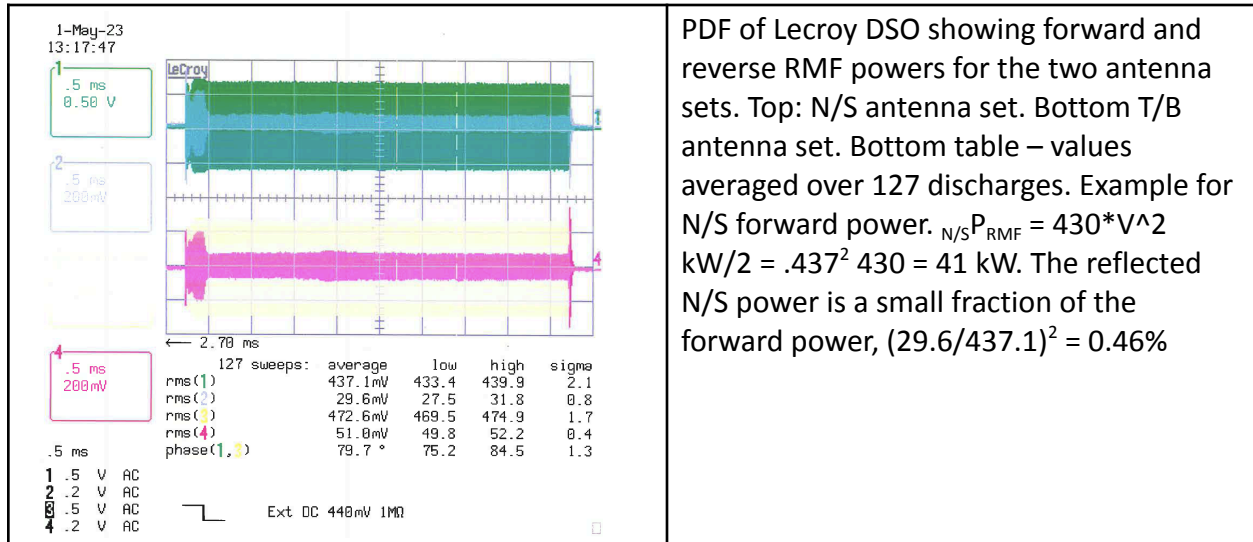 1-May-23
13:17:47
LeCroy
1
.5 ms
0.50 V
2
.5 ms
200mV
4
.5 ms
200mV
1
4
← 2.70 ms
127 sweeps: average low high sigma
rms(1) 437.1mV 433.4 439.9 2.1
rms(2) 29.6mV 27.5 31.8 0.8
rms(3) 472.6mV 469.5 474.9 1.7
rms(4) 51.0mV 49.8 52.2 0.4
phase(1,3) 79.7 ° 75.2 84.5 1.3
.5 ms
1 .5 V AC
2 .2 V AC
3 .5 V AC
4 .2 V AC
Ext DC 440mV 1MΩ
PDF of Lecroy DSO showing forward and
reverse RMF powers for the two antenna
sets. Top: N/S antenna set. Bottom T/B
antenna set. Bottom table – values
averaged over 127 discharges. Example for
N/S forward power. N/SPRMF = 430*V^2
kW/2 = .437² 430 = 41 kW. The reflected
N/S power is a small fraction of the
forward power, (29.6/437.1)² = 0.46%